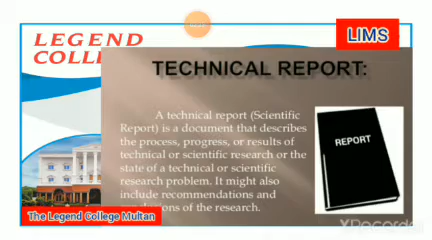 LEGEND
COLLE
LIMS
TECHNICAL REPORT:
A technical report (Scientific
Report) is a document that describes
the process, progress, or results of
technical or scientific research or the
state of a technical or scientific
research problem. It might also
include recommendations and
of the research.
REPORT
The Legend College Multan
XRecorder